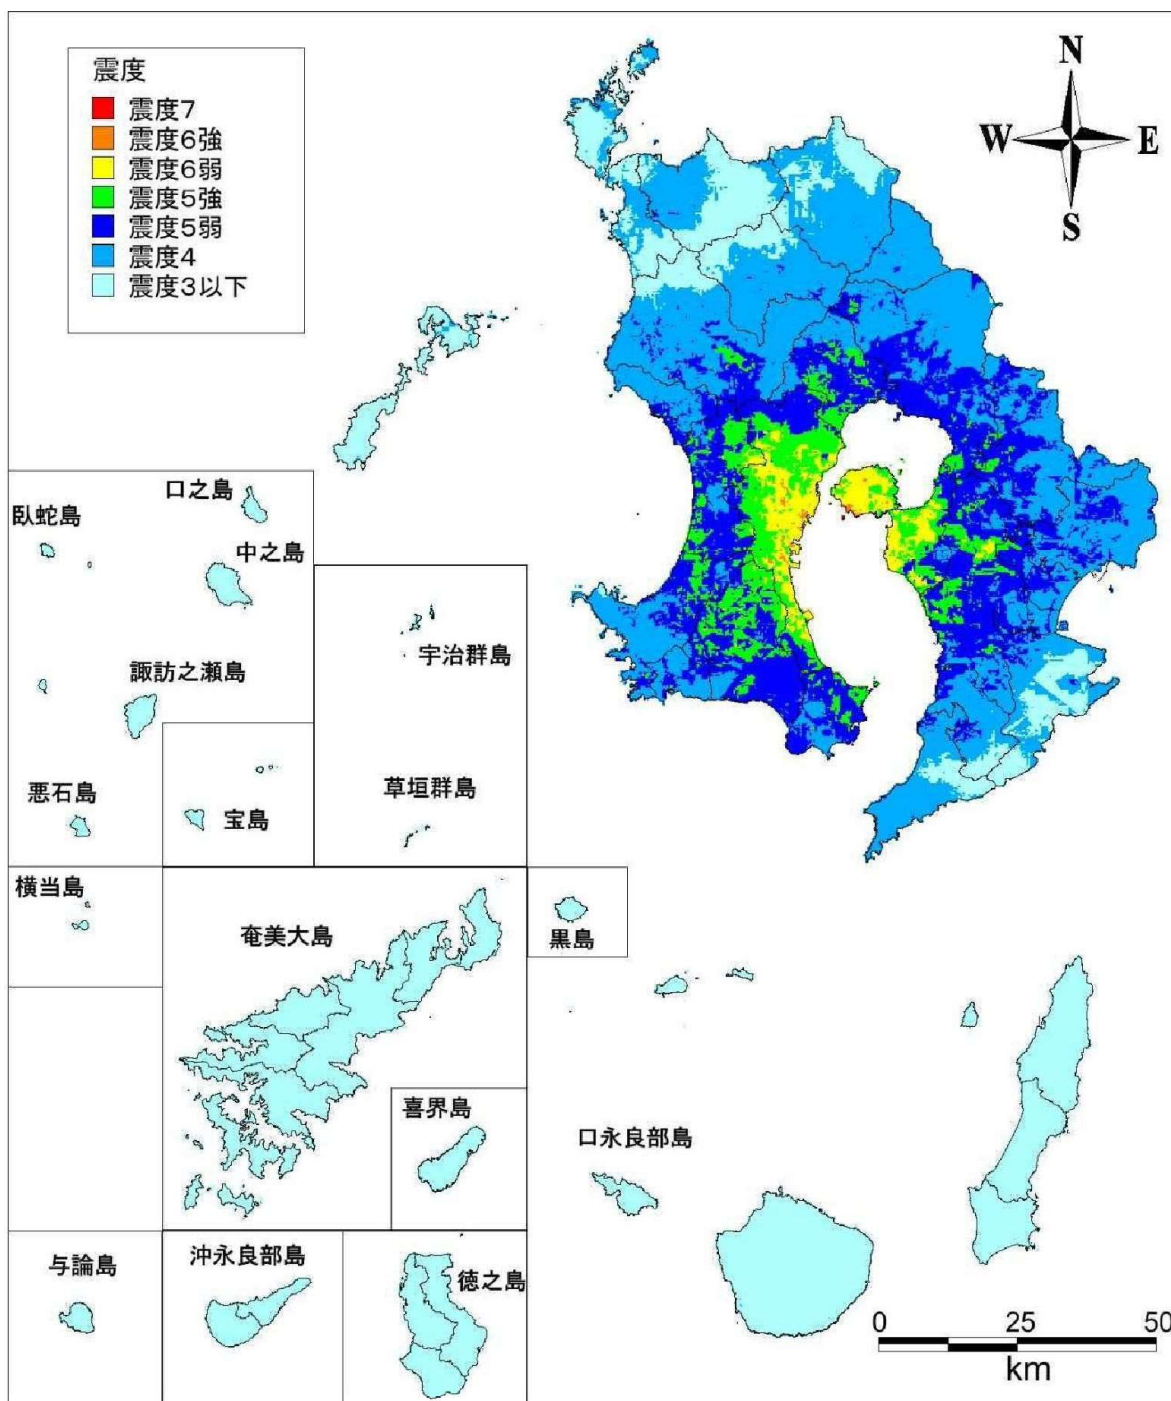 震度
震度7
震度6強
震度6弱
震度5強
震度5弱
震度4
震度3以下
N
W
E
S
口之島
臥蛇島
中之島
宇治群島
諏訪之瀬島
悪石島
宝島
草垣群島
横当島
奄美大島
黒島
喜界島
口永良部島
与論島
沖永良部島
徳之島
0 25 50
km